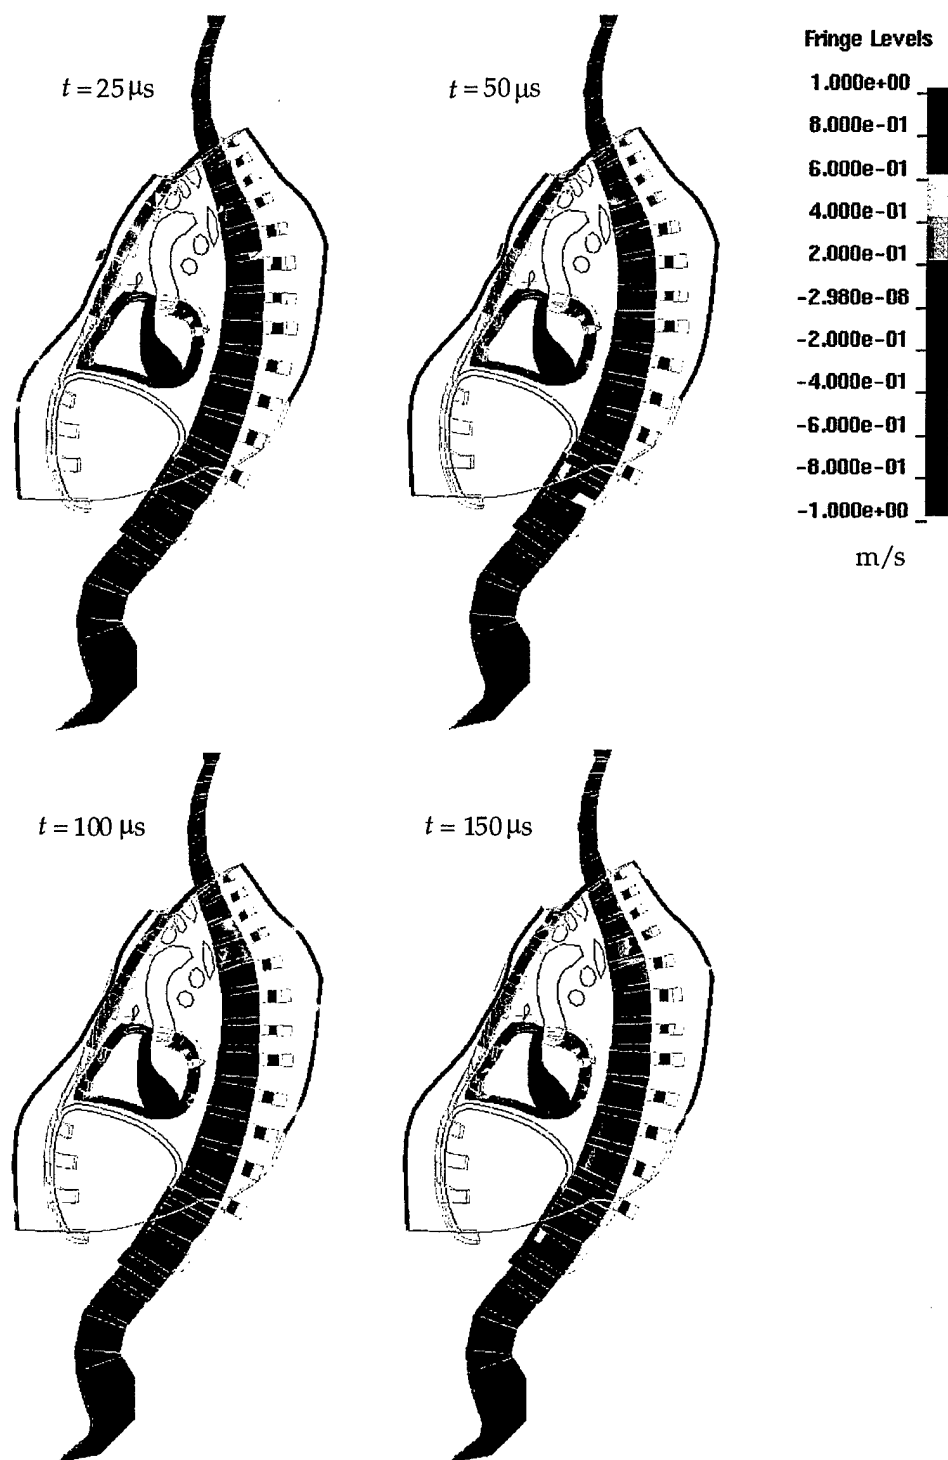 t = 25 μs
t = 50 μs
Fringe Levels
1.000e+00
8.000e-01
6.000e-01
4.000e-01
2.000e-01
-2.980e-08
-2.000e-01
-4.000e-01
-6.000e-01
-8.000e-01
-1.000e+00
m/s
t = 100 μs
t = 150 μs